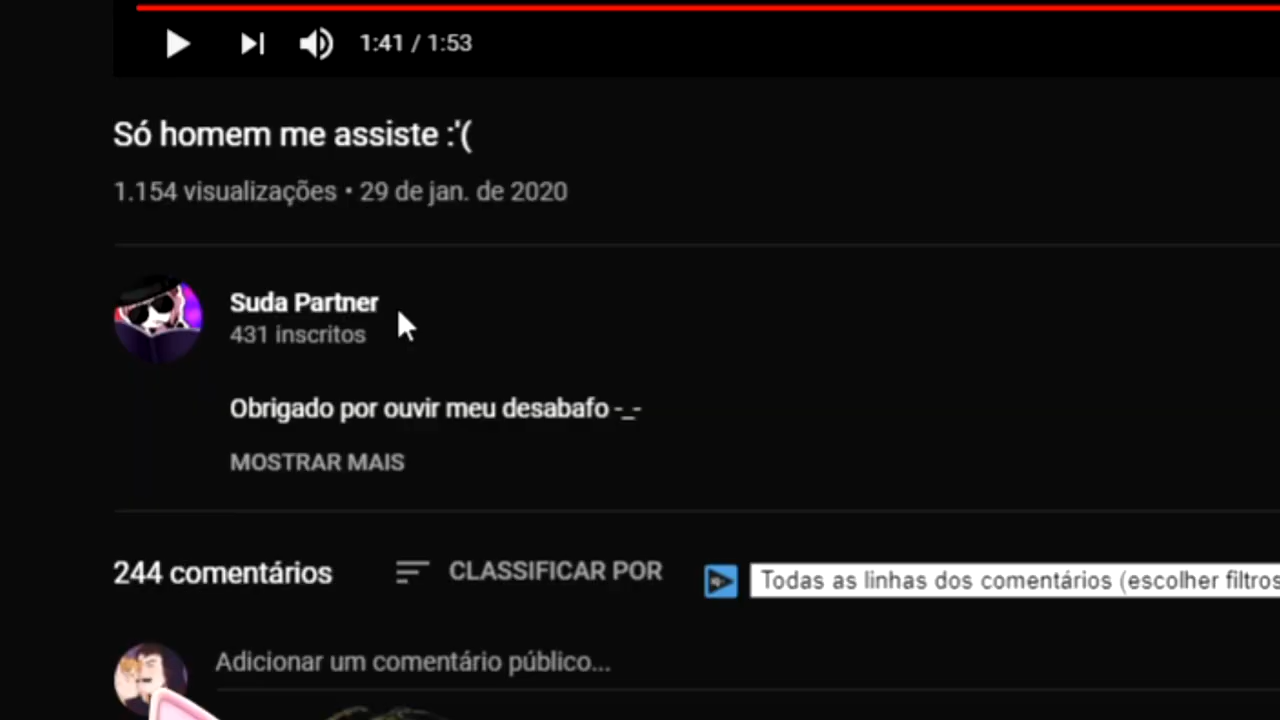 1:41 / 1:53
Só homem me assiste :'(
1.154 visualizações • 29 de jan. de 2020
Suda Partner
431 inscritos
Obrigado por ouvir meu desabafo -_-
MOSTRAR MAIS
244 comentários CLASSIFICAR POR Todas as linhas dos comentários (escolher filtros
Adicionar um comentário público...